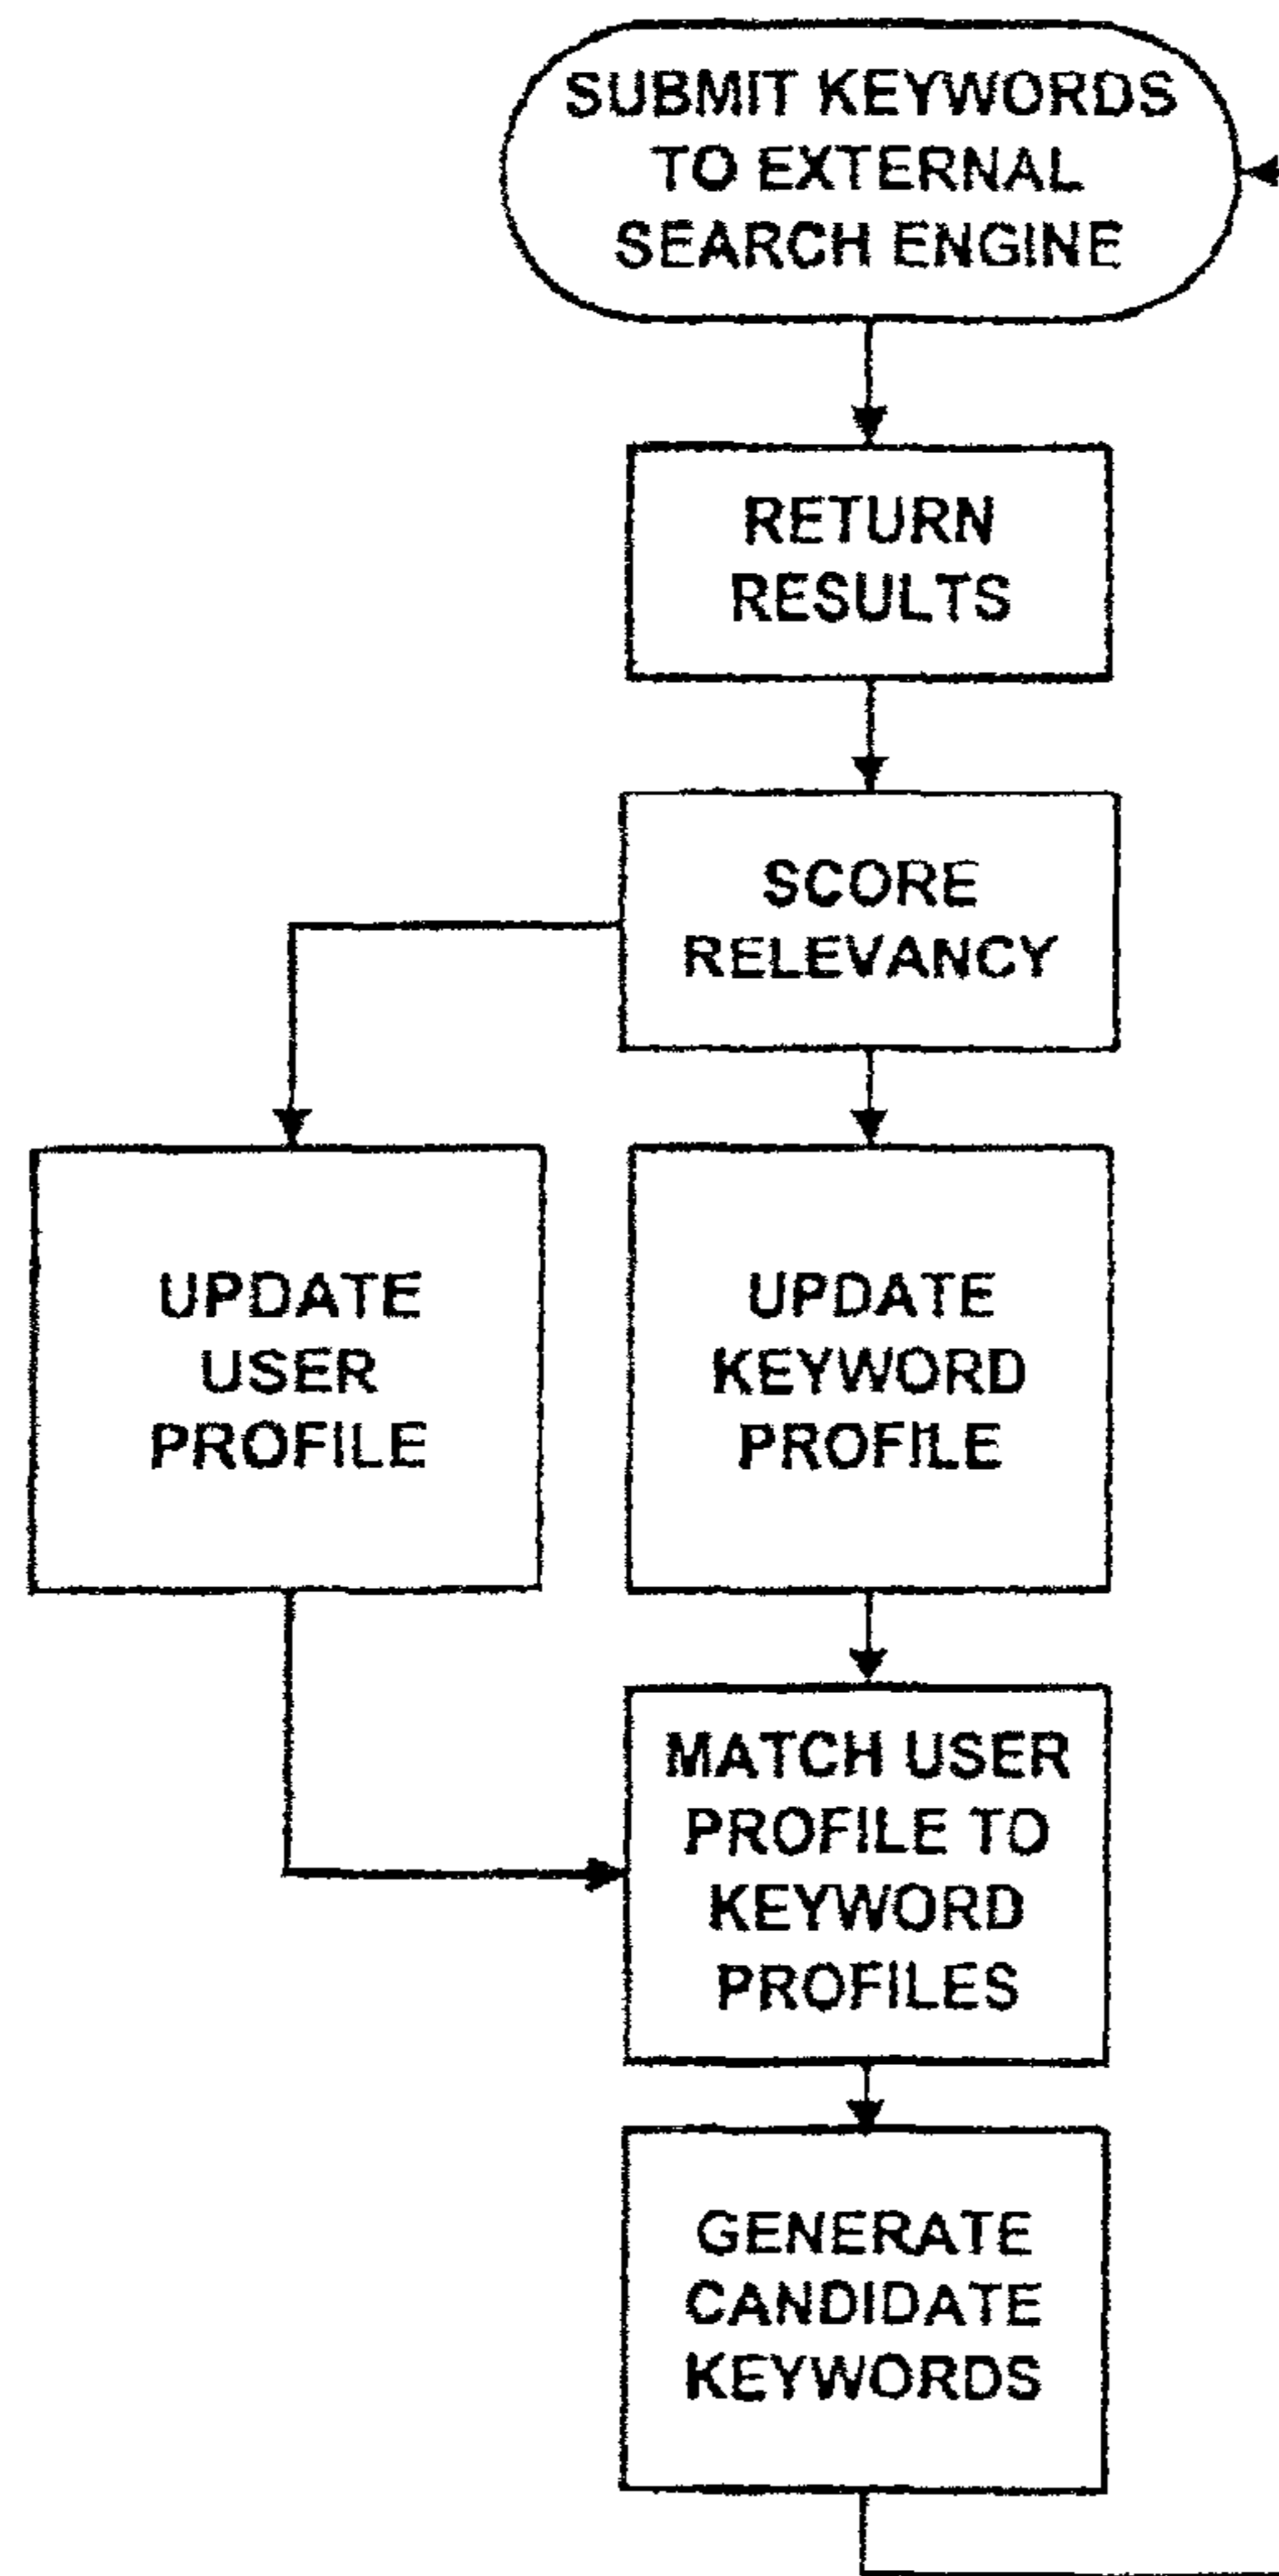 SUBMIT KEYWORDS
TO EXTERNAL
SEARCH ENGINE
RETURN
RESULTS
SCORE
RELEVANCY
UPDATE
USER
PROFILE
UPDATE
KEYWORD
PROFILE
MATCH USER
PROFILE TO
KEYWORD
PROFILES
GENERATE
CANDIDATE
KEYWORDS